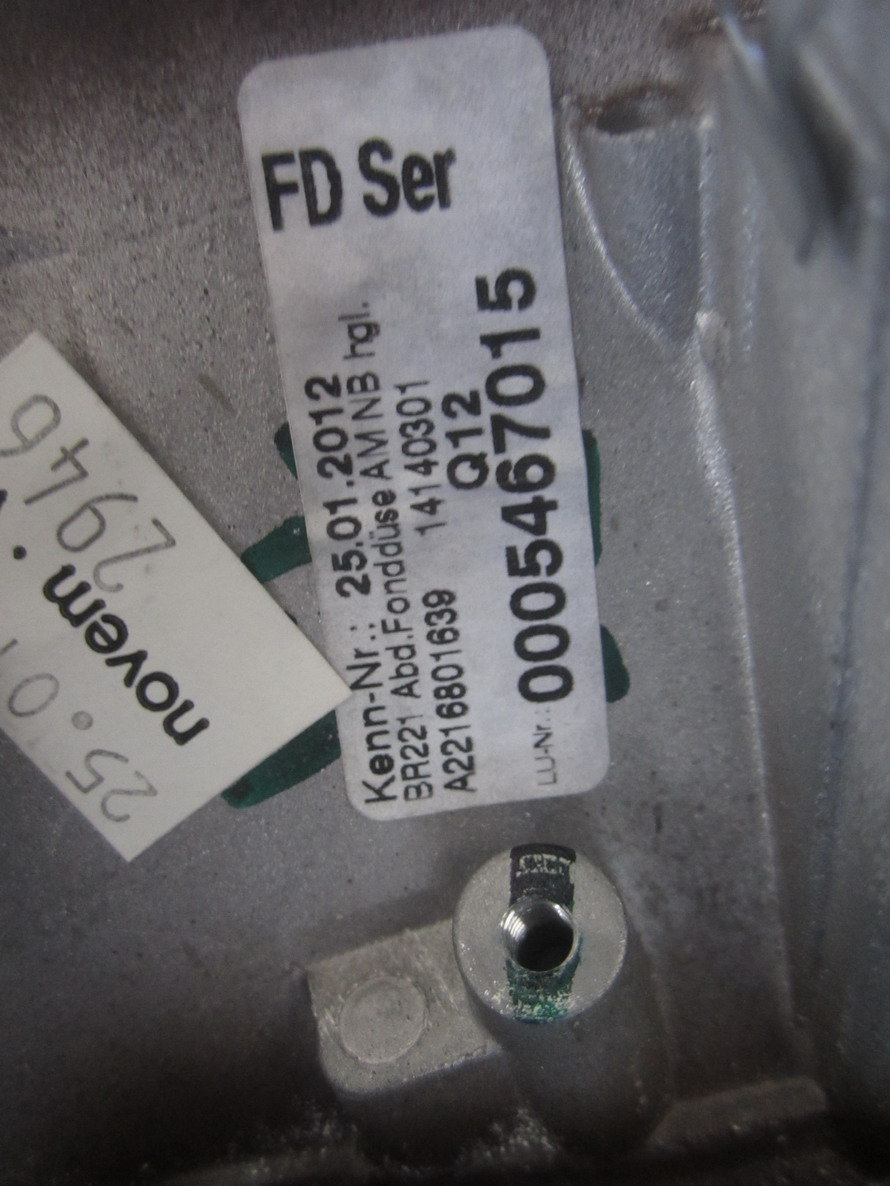 FD Ser
Kenn-Nr.: 25.01.2012
BR221 Abd.Fonddüse AM NB hgl.
A2216801639 14140301
Q12
LU-Nr.: 0005467015
novem
2946
25.01